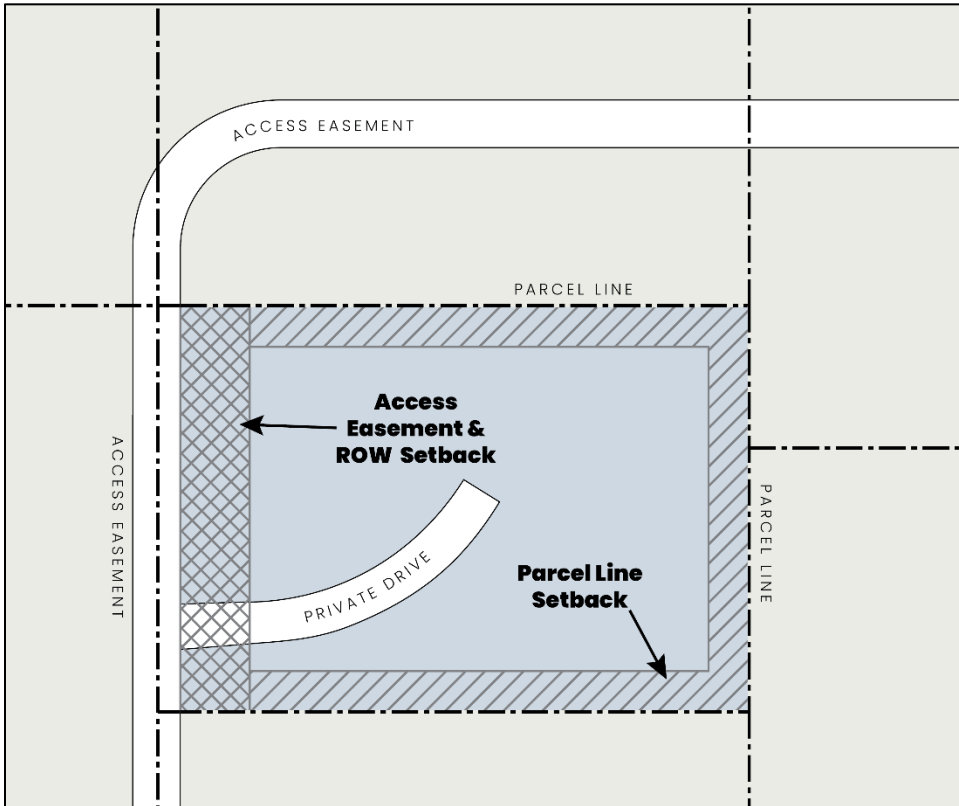 ACCESS EASEMENT
PARCEL LINE
Access
Easement &
ROW Setback
ACCESS EASEMENT
PARCEL LINE
PRIVATE DRIVE
Parcel Line
Setback